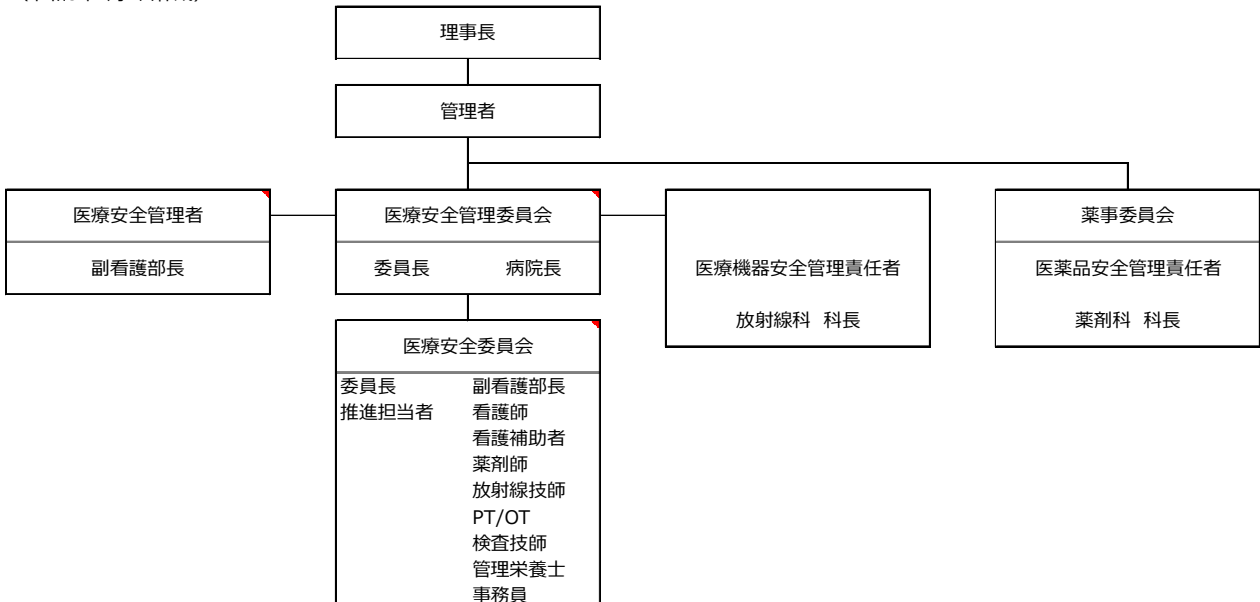 理事長
管理者
医療安全管理者
副看護部長
医療安全管理委員会
委員長 病院長
医療機器安全管理責任者
放射線科 科長
薬事委員会
医薬品安全管理責任者
薬剤科 科長
医療安全委員会
委員長 副看護部長
推進担当者 看護師
看護補助者
薬剤師
放射線技師
PT/OT
検査技師
管理栄養士
事務員